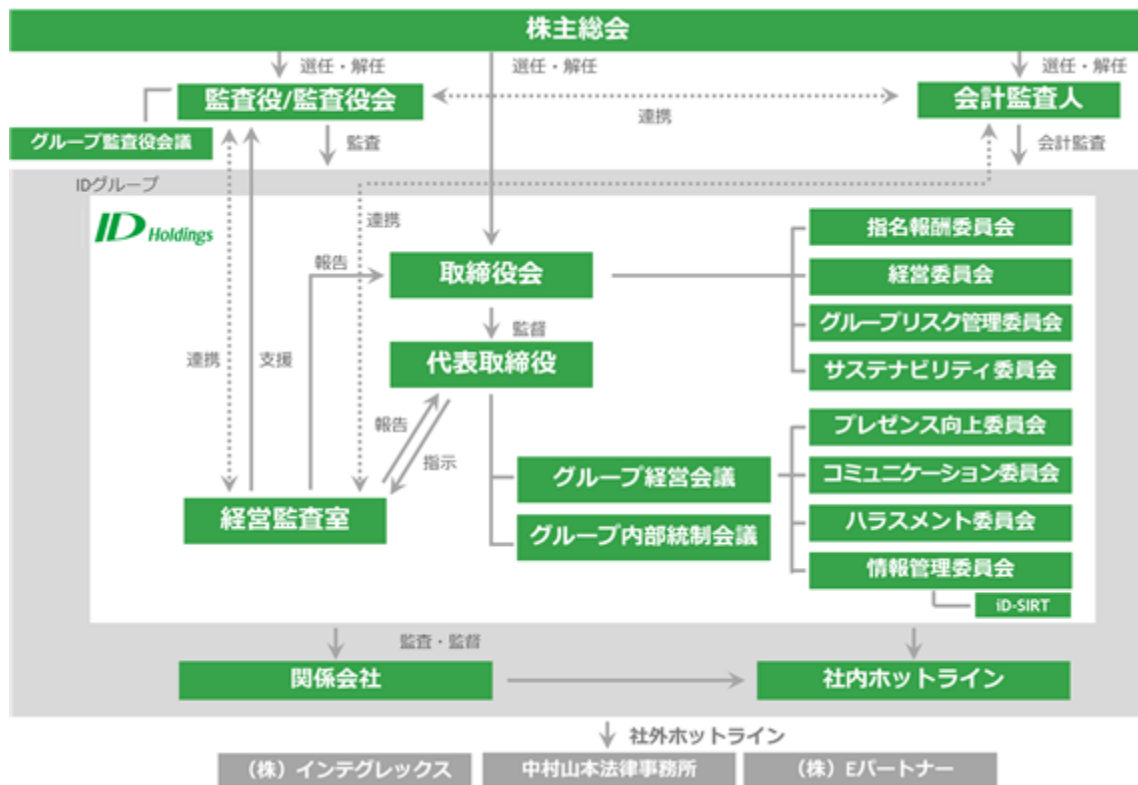 株主総会
選任・解任
選任・解任
選任・解任
監査役/監査役会
会計監査人
連携
グループ監査役会議
監査
会計監査
IDグループ
ID Holdings
連携
指名報酬委員会
報告
取締役会
経営委員会
グループリスク管理委員会
監督
連携
支援
代表取締役
サステナビリティ委員会
報告
プレゼンス向上委員会
指示
グループ経営会議
コミュニケーション委員会
経営監査室
グループ内部統制会議
ハラスメント委員会
情報管理委員会
iD-SIRT
監査・監督
関係会社
社内ホットライン
社外ホットライン
（株）インテグレックス
中村山本法律事務所
（株）Eパートナー